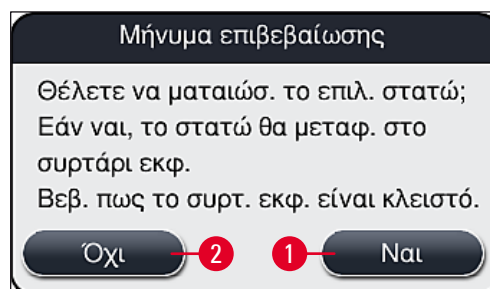 Μήνυμα επιβεβαίωσης
Θέλετε να ματαιώσ. το επιλ. στατώ;
Εάν ναι, το στατώ θα μεταφ. στο
συρτάρι εκφ.
Βεβ. πως το συρτ. εκφ. είναι κλειστό.
Όχι 2 1 Ναι